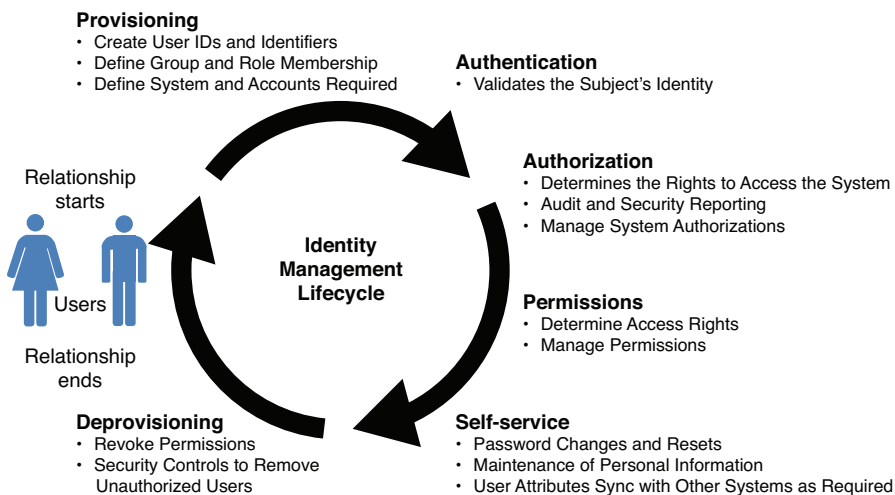 Provisioning
• Create User IDs and Identifiers
• Define Group and Role Membership
• Define System and Accounts Required
Authentication
• Validates the Subject's Identity
Authorization
• Determines the Rights to Access the System
• Audit and Security Reporting
• Manage System Authorizations
Relationship
starts
Users
Relationship
ends
Identity
Management
Lifecycle
Permissions
• Determine Access Rights
• Manage Permissions
Deprovisioning
• Revoke Permissions
• Security Controls to Remove
Unauthorized Users
Self-service
• Password Changes and Resets
• Maintenance of Personal Information
• User Attributes Sync with Other Systems as Required